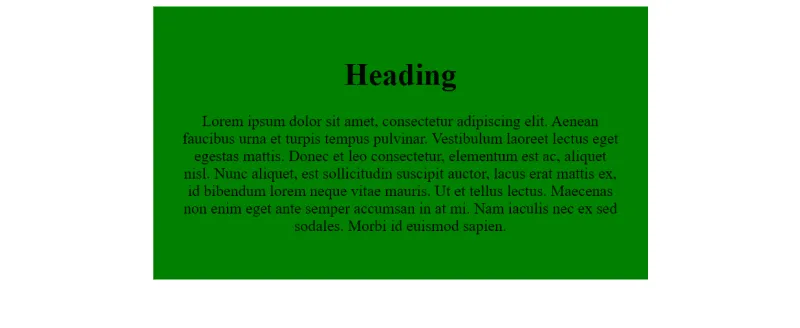 Heading
Lorem ipsum dolor sit amet, consectetur adipiscing elit. Aenean
faucibus urna et turpis tempus pulvinar. Vestibulum laoreet lectus eget
egestas mattis. Donec et leo consectetur, elementum est ac, aliquet
nisl. Nunc aliquet, est sollicitudin suscipit auctor, lacus erat mattis ex,
id bibendum lorem neque vitae mauris. Ut et tellus lectus. Maecenas
non enim eget ante semper accumsan in at mi. Nam iaculis nec ex sed
sodales. Morbi id euismod sapien.